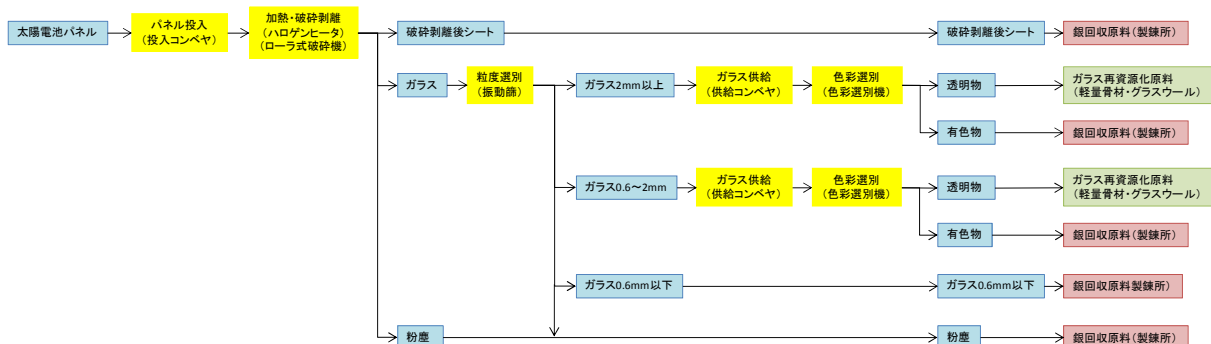 太陽電池パネル
パネル投入
(投入コンベヤ)
加熱・破砕剥離
(ハロゲンヒータ)
(ローラ式破砕機)
破砕剥離後シート
破砕剥離後シート
銀回収原料(製錬所)
ガラス
粒度選別
(振動篩)
ガラス2mm以上
ガラス供給
(供給コンベヤ)
色彩選別
(色彩選別機)
透明物
ガラス再資源化原料
(軽量骨材・グラスウール)
有色物
銀回収原料(製錬所)
ガラス0.6~2mm
ガラス供給
(供給コンベヤ)
色彩選別
(色彩選別機)
透明物
ガラス再資源化原料
(軽量骨材・グラスウール)
有色物
銀回収原料(製錬所)
ガラス0.6mm以下
ガラス0.6mm以下
銀回収原料製錬所)
粉塵
粉塵
銀回収原料(製錬所)